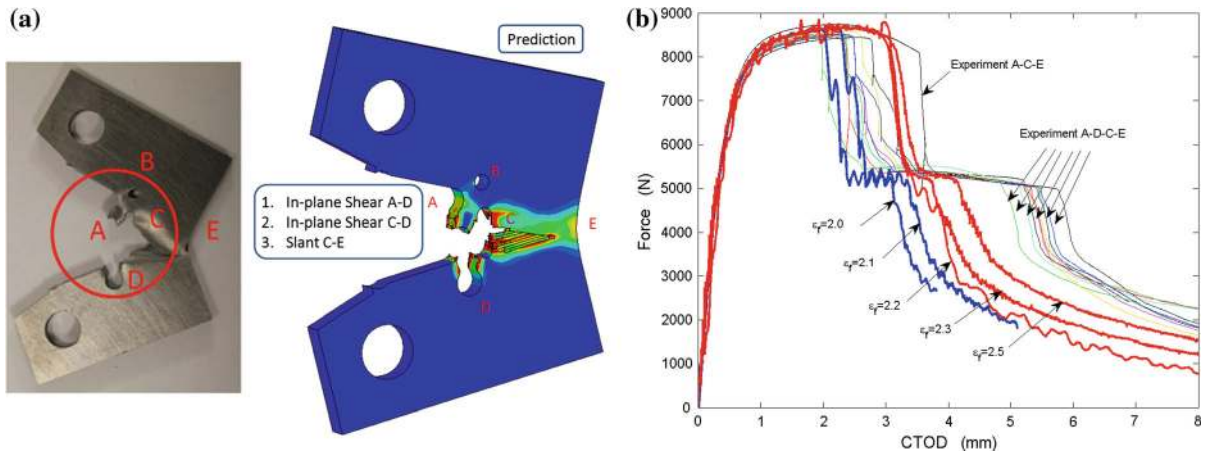 (a)
B
A
C
E
D
Prediction
1. In-plane Shear A-D
2. In-plane Shear C-D
3. Slant C-E
A
B
C
E
D
(b)
9000
8000
7000
6000
5000
4000
3000
2000
1000
0
Force (N)
0 1 2 3 4 5 6 7 8
CTOD (mm)
Experiment A-C-E
Experiment A-D-C-E
εf=2.0
εf=2.1
εf=2.2
εf=2.3
εf=2.5